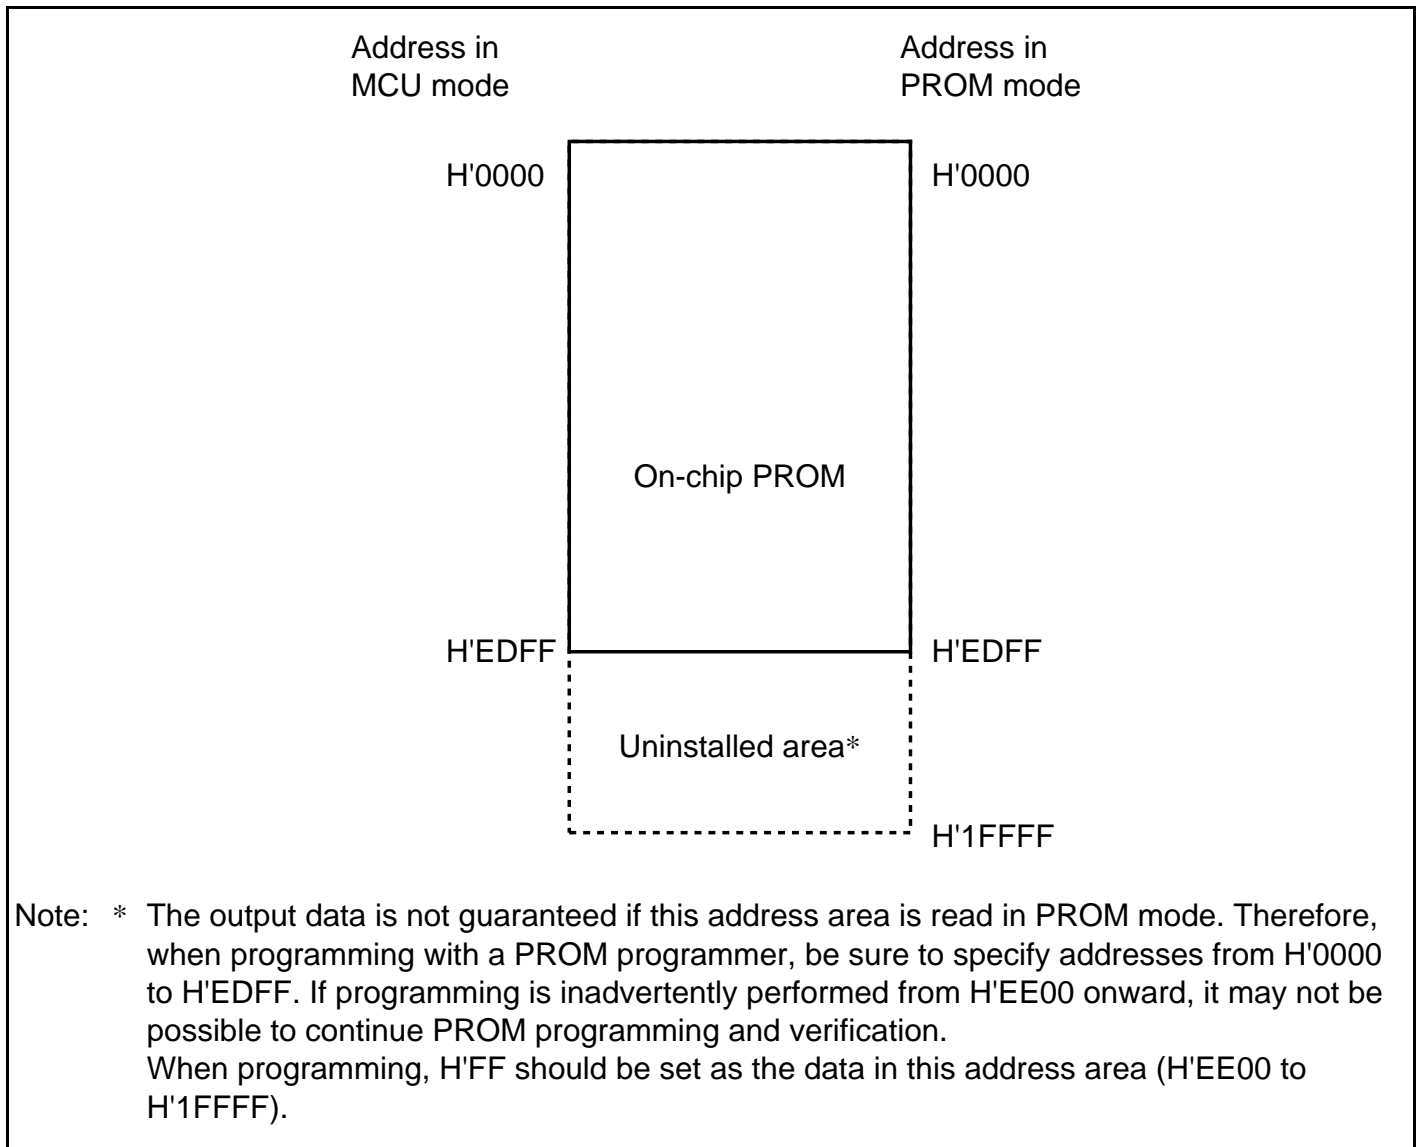 Address in
MCU mode
Address in
PROM mode
H'0000
H'0000
On-chip PROM
H'EDFF
H'EDFF
Uninstalled area*
H'1FFFF
Note: * The output data is not guaranteed if this address area is read in PROM mode. Therefore,
when programming with a PROM programmer, be sure to specify addresses from H'0000
to H'EDFF. If programming is inadvertently performed from H'EE00 onward, it may not be
possible to continue PROM programming and verification.
When programming, H'FF should be set as the data in this address area (H'EE00 to
H'1FFFF).